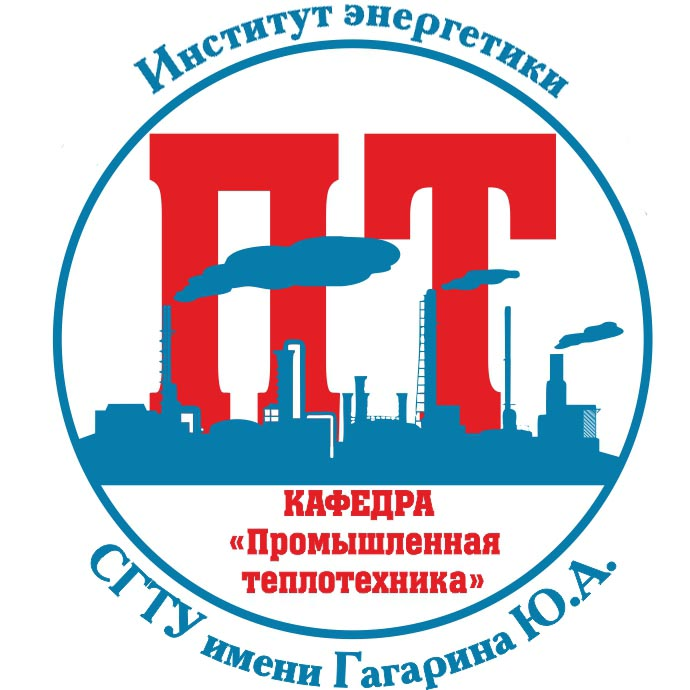 Институт энергетики
ПТ
КАФЕДРА
«Промышленная
теплотехника»
СГТУ имени Гагарина Ю.А.